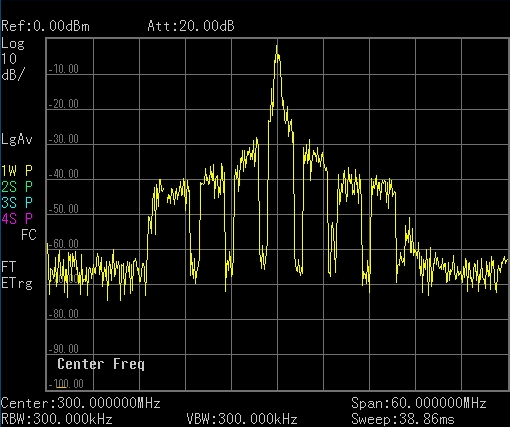 Ref:0.00dBm Att:20.00dB
Log
10
dB/
-10.00
-20.00
-30.00
LgAv
-40.00
1W P
2S P
3S P
4S P
-50.00
FC
-60.00
FT
ETrg
-70.00
-80.00
-90.00
Center Freq
-100.00
Center:300.000000MHz Span:60.000000MHz
RBW:300.000kHz VBW:300.000kHz Sweep:38.86ms